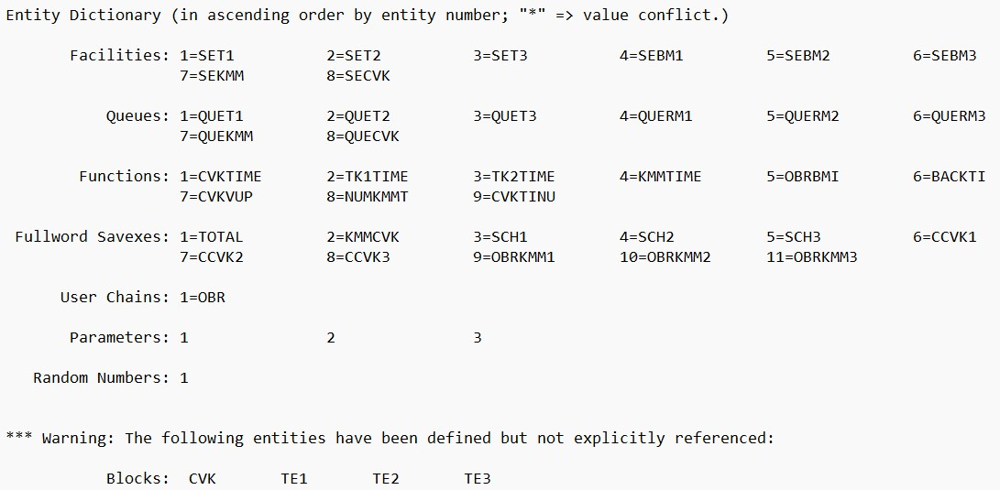 Entity Dictionary (in ascending order by entity number; "*" => value conflict.)
Facilities: 1=SET1 2=SET2 3=SET3 4=SEBM1 5=SEBM2 6=SEBM3
7=SEKMM 8=SECVK
Queues: 1=QUET1 2=QUET2 3=QUET3 4=QUERM1 5=QUERM2 6=QUERM3
7=QUEKMM 8=QUECVK
Functions: 1=CVKTIME 2=TK1TIME 3=TK2TIME 4=KMMTIME 5=OBRBMI 6=BACKTI
7=CVKVUP 8=NUMKMMT 9=CVKTINU
Fullword Savexes: 1=TOTAL 2=KMMCVK 3=SCH1 4=SCH2 5=SCH3 6=CCVK1
7=CCVK2 8=CCVK3 9=OBRKMM1 10=OBRKMM2 11=OBRKMM3
User Chains: 1=OBR
Parameters: 1 2 3
Random Numbers: 1
*** Warning: The following entities have been defined but not explicitly referenced:
Blocks: CVK TE1 TE2 TE3